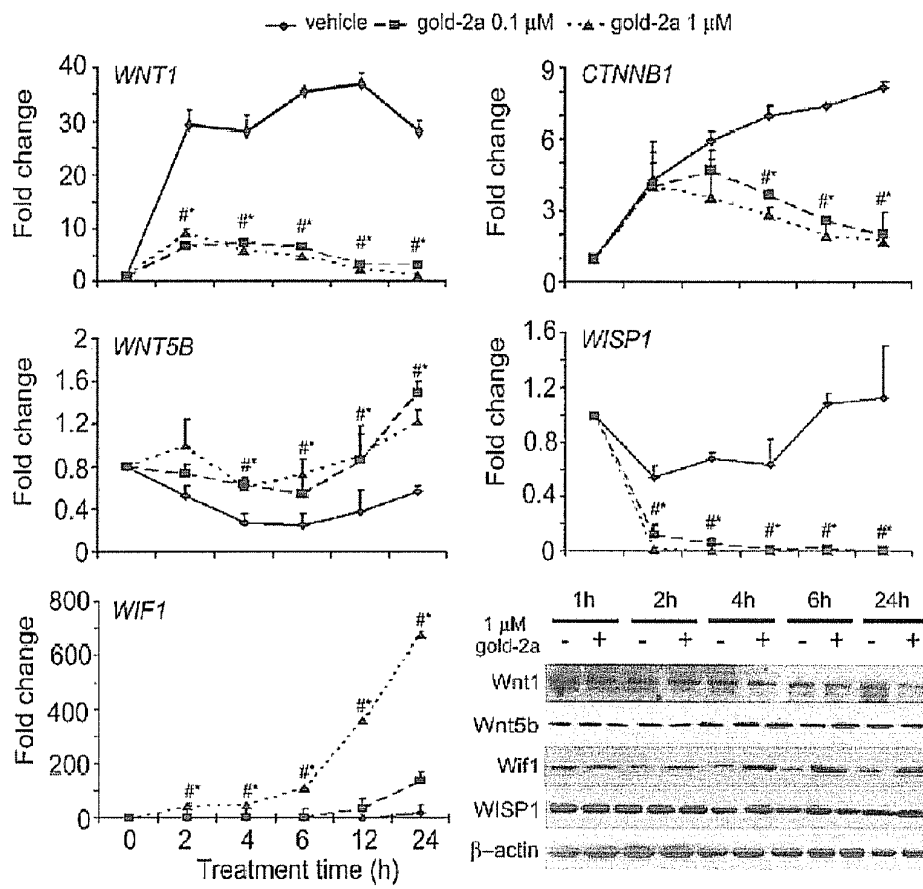 vehicle gold-2a 0.1 μM gold-2a 1 μM
WNT1
Fold change
40
30
20
10
0
#* #* #* #* #*
CTNNB1
Fold change
9
6
3
0
#* #* #*
WNT5B
Fold change
2
1.6
1.2
0.8
0.4
0
#* #* #* #*
WISP1
Fold change
1.6
1.2
0.8
0.4
0
#* #* #* #* #*
WIF1
Fold change
800
600
400
200
0
#* #* #* #* #*
0 2 4 6 12 24
Treatment time (h)
1h 2h 4h 6h 24h
1 μM
gold-2a - + - + - + - + - +
Wnt1
Wnt5b
Wif1
WISP1
β-actin